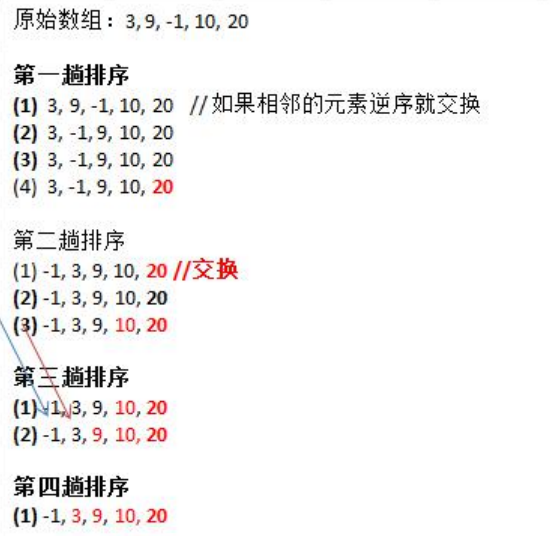 原始数组：3, 9, -1, 10, 20
第一趟排序
(1) 3, 9, -1, 10, 20 //如果相邻的元素逆序就交换
(2) 3, -1, 9, 10, 20
(3) 3, -1, 9, 10, 20
(4) 3, -1, 9, 10, 20
第二趟排序
(1) -1, 3, 9, 10, 20 //交换
(2) -1, 3, 9, 10, 20
(3) -1, 3, 9, 10, 20
第三趟排序
(1) -1, 3, 9, 10, 20
(2) -1, 3, 9, 10, 20
第四趟排序
(1) -1, 3, 9, 10, 20